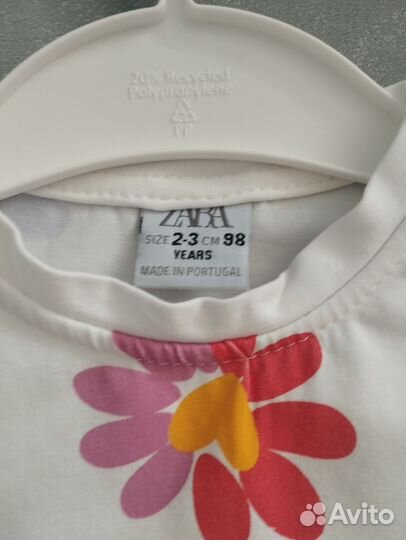 20% Recycled
Polypropylene
PP
ZARA
SIZE 2-3 CM 98
YEARS
MADE IN PORTUGAL
Avito